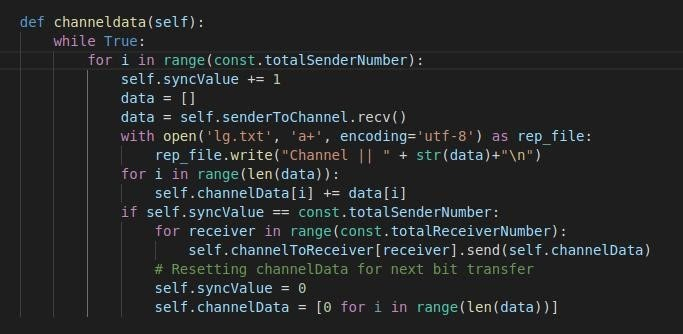 def channeldata(self):
    while True:
        for i in range(const.totalSenderNumber):
            self.syncValue += 1
            data = []
            data = self.senderToChannel.recv()
            with open('lg.txt', 'a+', encoding='utf-8') as rep_file:
                rep_file.write("Channel || " + str(data)+"\n")
            for i in range(len(data)):
                self.channelData[i] += data[i]
            if self.syncValue == const.totalSenderNumber:
                for receiver in range(const.totalReceiverNumber):
                    self.channelToReceiver[receiver].send(self.channelData)
                # Resetting channelData for next bit transfer
                self.syncValue = 0
                self.channelData = [0 for i in range(len(data))]